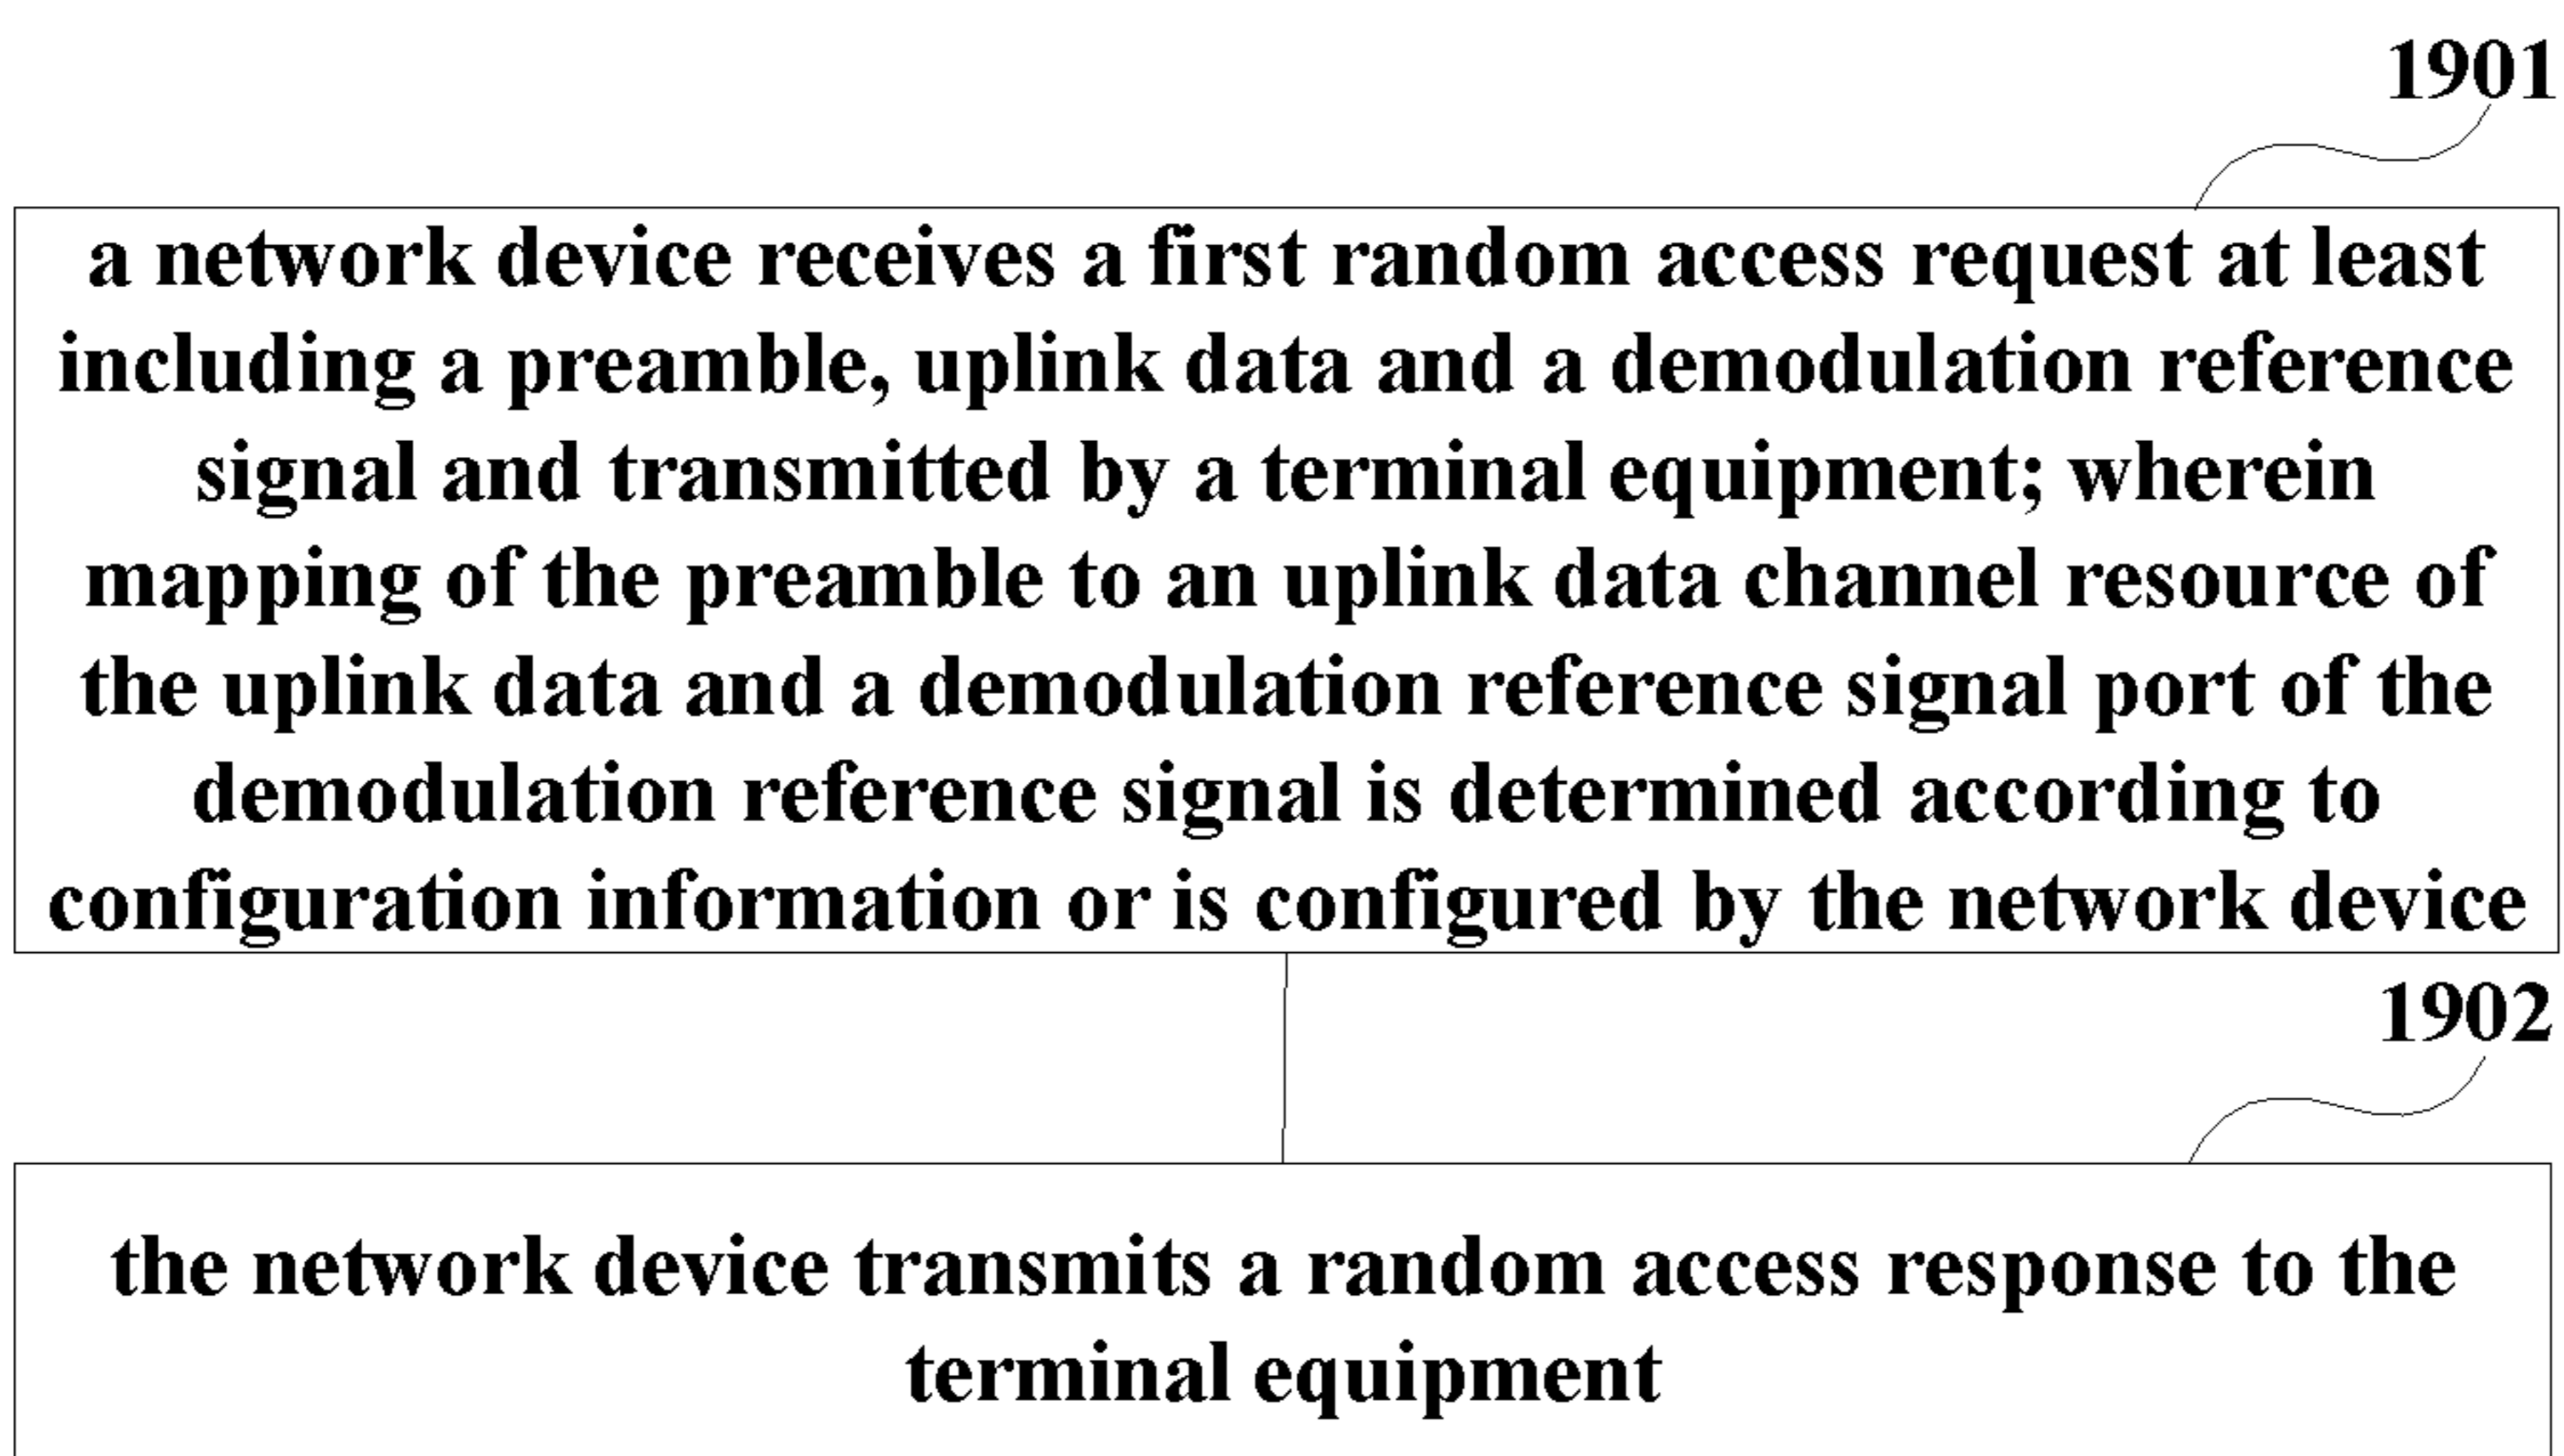 1901
a network device receives a first random access request at least
including a preamble, uplink data and a demodulation reference
signal and transmitted by a terminal equipment; wherein
mapping of the preamble to an uplink data channel resource of
the uplink data and a demodulation reference signal port of the
demodulation reference signal is determined according to
configuration information or is configured by the network device
1902
the network device transmits a random access response to the
terminal equipment